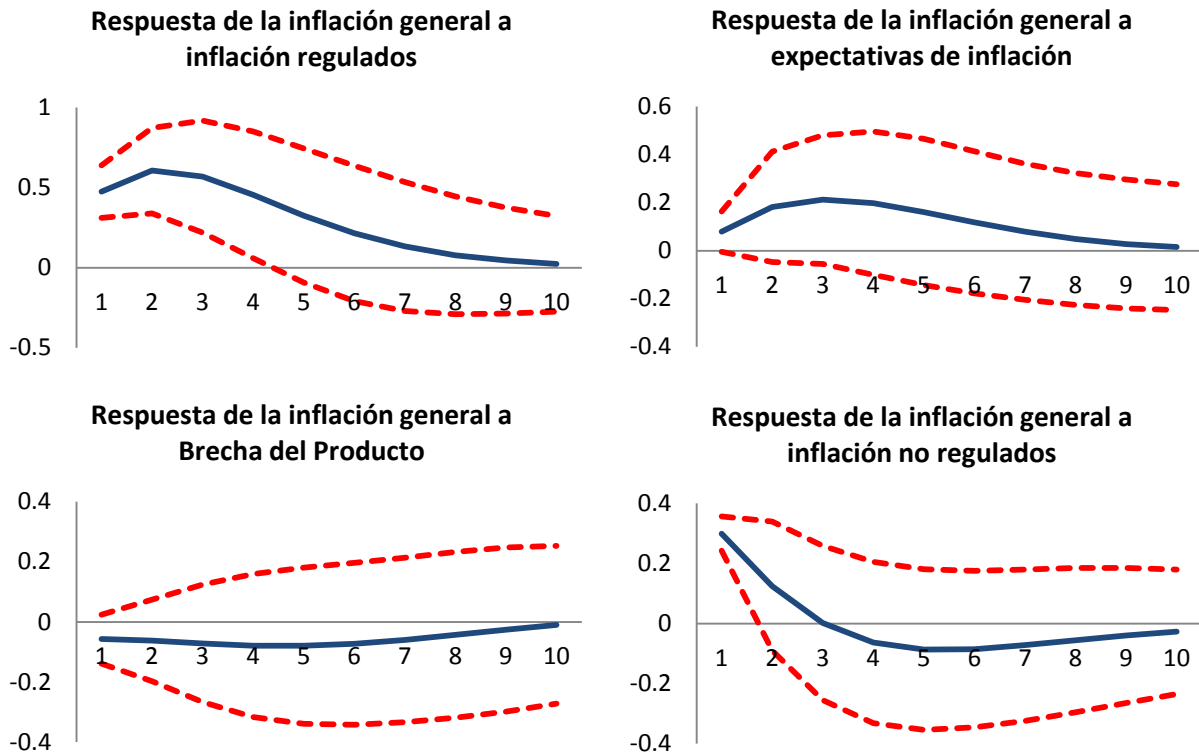 Respuesta de la inflación general a
inflación regulados
1
0.5
0
-0.5
1 2 3 4 5 6 7 8 9 10
Respuesta de la inflación general a
expectativas de inflación
0.6
0.4
0.2
0
-0.2
-0.4
1 2 3 4 5 6 7 8 9 10
Respuesta de la inflación general a
Brecha del Producto
0.4
0.2
0
-0.2
-0.4
1 2 3 4 5 6 7 8 9 10
Respuesta de la inflación general a
inflación no regulados
0.4
0.2
0
-0.2
-0.4
1 2 3 4 5 6 7 8 9 10